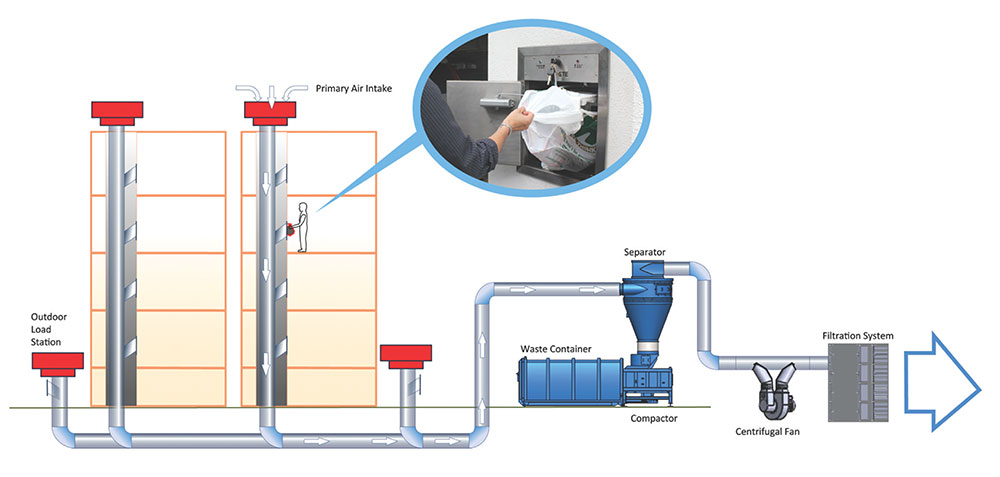 Primary Air Intake
Separator
Outdoor
Load
Station
Waste Container
Filtration System
Compactor
Centrifugal Fan